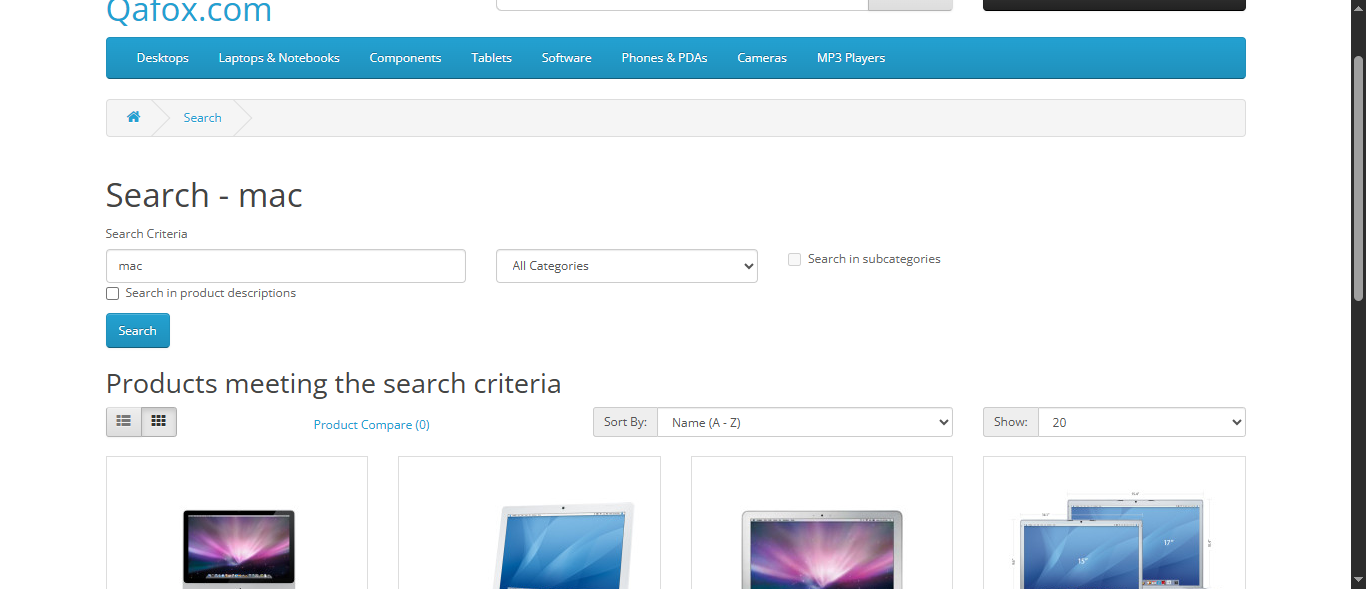 Qafox.com
Desktops Laptops & Notebooks Components Tablets Software Phones & PDAs Cameras MP3 Players
Search
Search - mac
Search Criteria
mac All Categories Search in subcategories
Search in product descriptions
Search
Products meeting the search criteria
Product Compare (0) Sort By: Name (A - Z) Show: 20
15"
17"